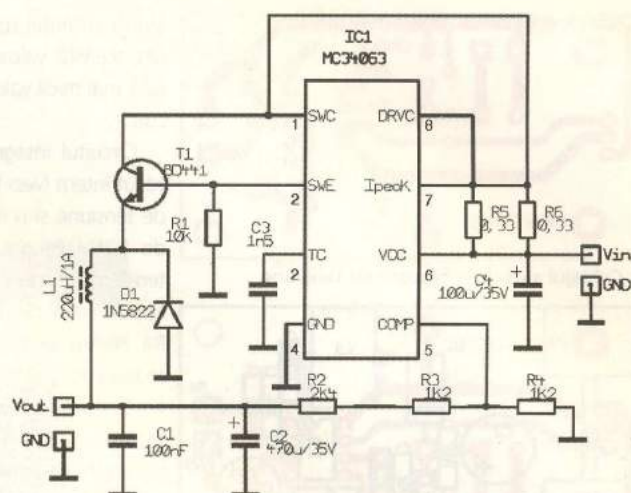 IC1
MC34063
SWC
1
DRVC
8
T1
BD441
SWE
2
Ipeak
7
R1
10k
C3
1n5
TC
2
R5
0,33
R6
0,33
VCC
6
Vin
GND
C4
+
100u/35V
L1
220uH/1A
D1
1N5822
GND
4
COMP
5
R2
2k4
R3
1k2
R4
1k2
Vout
GND
C1
100nF
+
C2
470u/35V